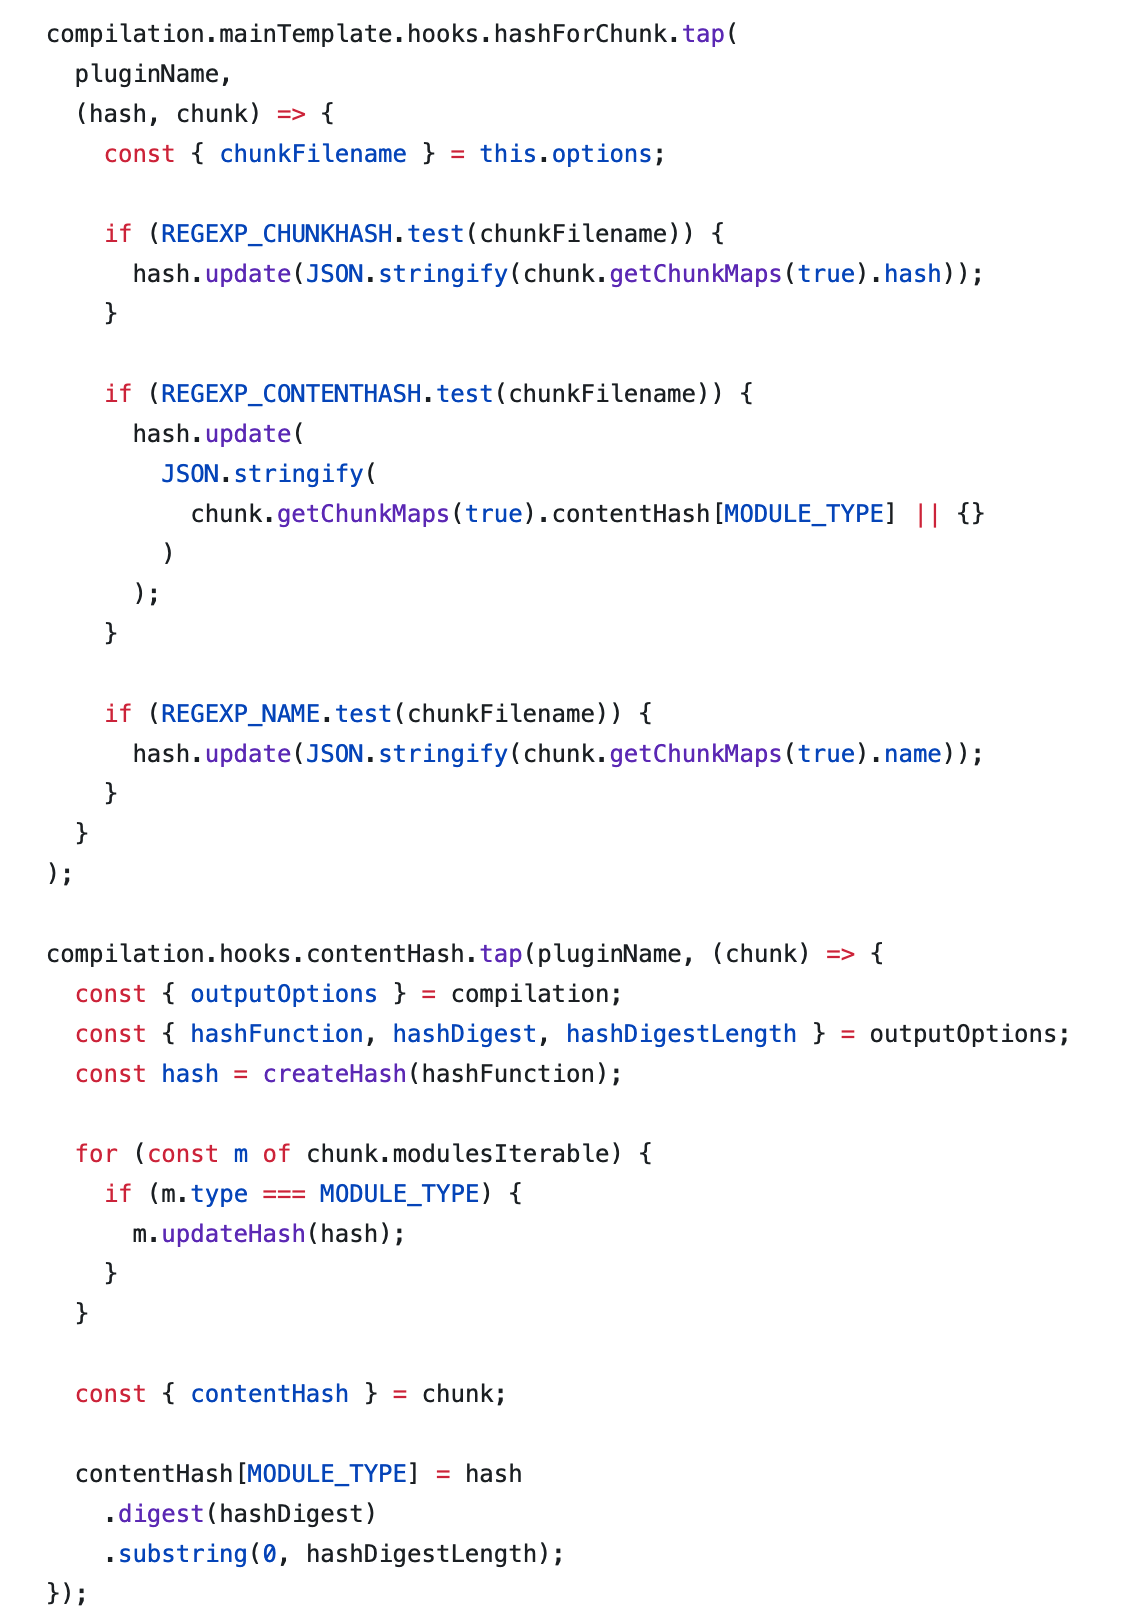 compilation.mainTemplate.hooks.hashForChunk.tap(
  pluginName,
  (hash, chunk) => {
    const { chunkFilename } = this.options;

    if (REGEXP_CHUNKHASH.test(chunkFilename)) {
      hash.update(JSON.stringify(chunk.getChunkMaps(true).hash));
    }

    if (REGEXP_CONTENTHASH.test(chunkFilename)) {
      hash.update(
        JSON.stringify(
          chunk.getChunkMaps(true).contentHash[MODULE_TYPE] || {}
        )
      );
    }

    if (REGEXP_NAME.test(chunkFilename)) {
      hash.update(JSON.stringify(chunk.getChunkMaps(true).name));
    }
  }
);

compilation.hooks.contentHash.tap(pluginName, (chunk) => {
  const { outputOptions } = compilation;
  const { hashFunction, hashDigest, hashDigestLength } = outputOptions;
  const hash = createHash(hashFunction);

  for (const m of chunk.modulesIterable) {
    if (m.type === MODULE_TYPE) {
      m.updateHash(hash);
    }
  }

  const { contentHash } = chunk;

  contentHash[MODULE_TYPE] = hash
    .digest(hashDigest)
    .substring(0, hashDigestLength);
});